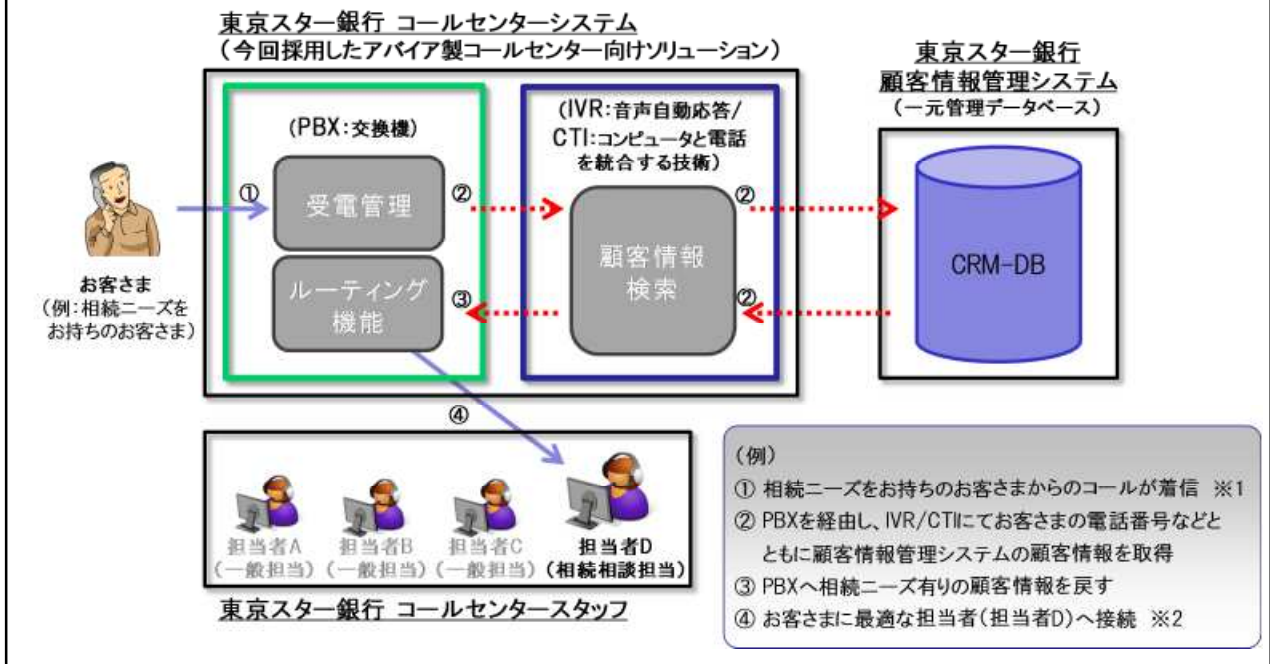 東京スター銀行 コールセンターシステム
(今回採用したアバイア製コールセンター向けソリューション)
東京スター銀行
顧客情報管理システム
(一元管理データベース)
(PBX:交換機)
(IVR:音声自動応答/
CTI:コンピュータと電話
を統合する技術)
①
受電管理
②
②
顧客情報
検索
CRM-DB
ルーティング
機能
③
②
お客さま
(例:相続ニーズを
お持ちのお客さま)
④
担当者A
(一般担当)
担当者B
(一般担当)
担当者C
(一般担当)
担当者D
(相続相談担当)
東京スター銀行 コールセンタースタッフ
(例)
① 相続ニーズをお持ちのお客さまからのコールが着信 ※1
② PBXを経由し、IVR/CTIにてお客さまの電話番号などと
ともに顧客情報管理システムの顧客情報を取得
③ PBXへ相続ニーズ有りの顧客情報を戻す
④ お客さまに最適な担当者(担当者D)へ接続 ※2